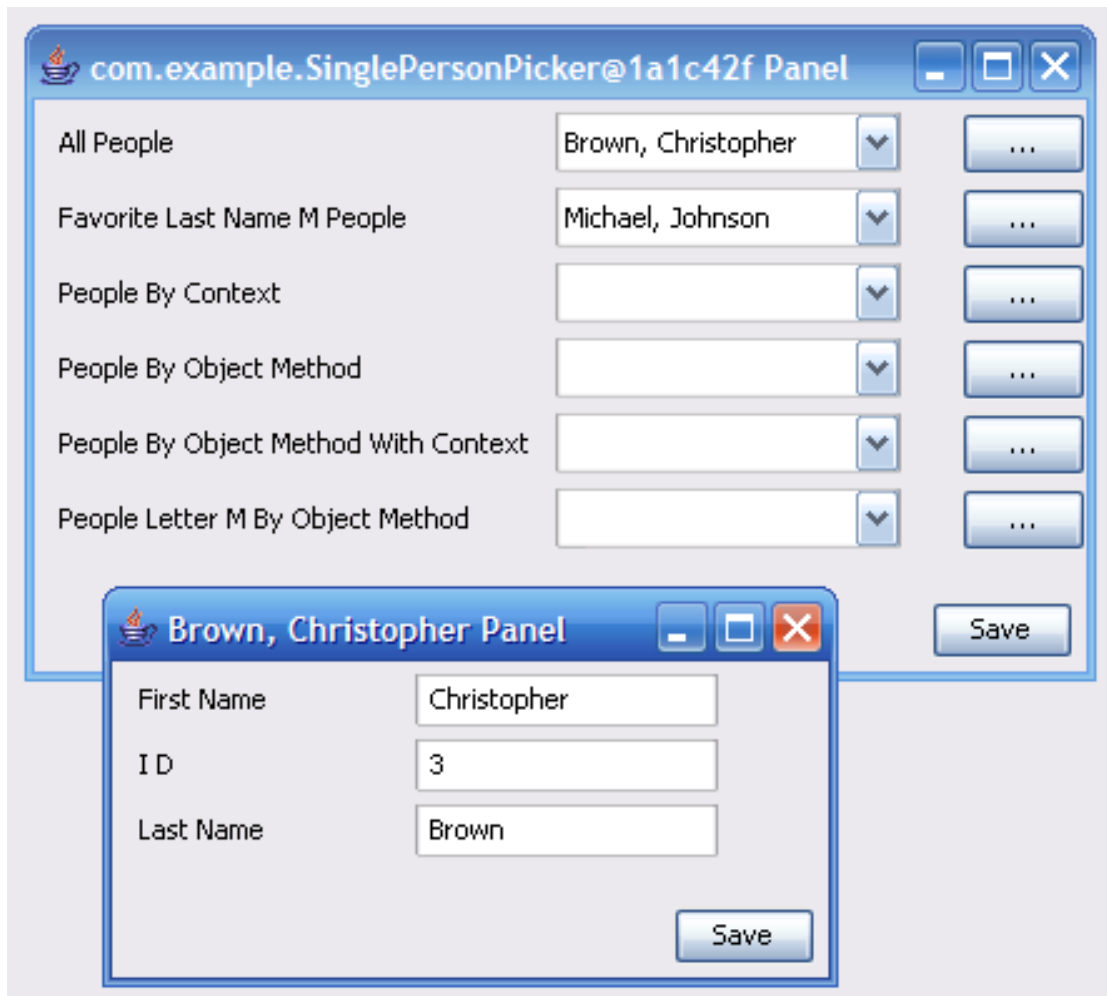 com.example.SinglePersonPicker@1a1c42f Panel
All People Brown, Christopher ...
Favorite Last Name M People Michael, Johnson ...
People By Context ...
People By Object Method ...
People By Object Method With Context ...
People Letter M By Object Method ...
Save
Brown, Christopher Panel
First Name Christopher
I D 3
Last Name Brown
Save